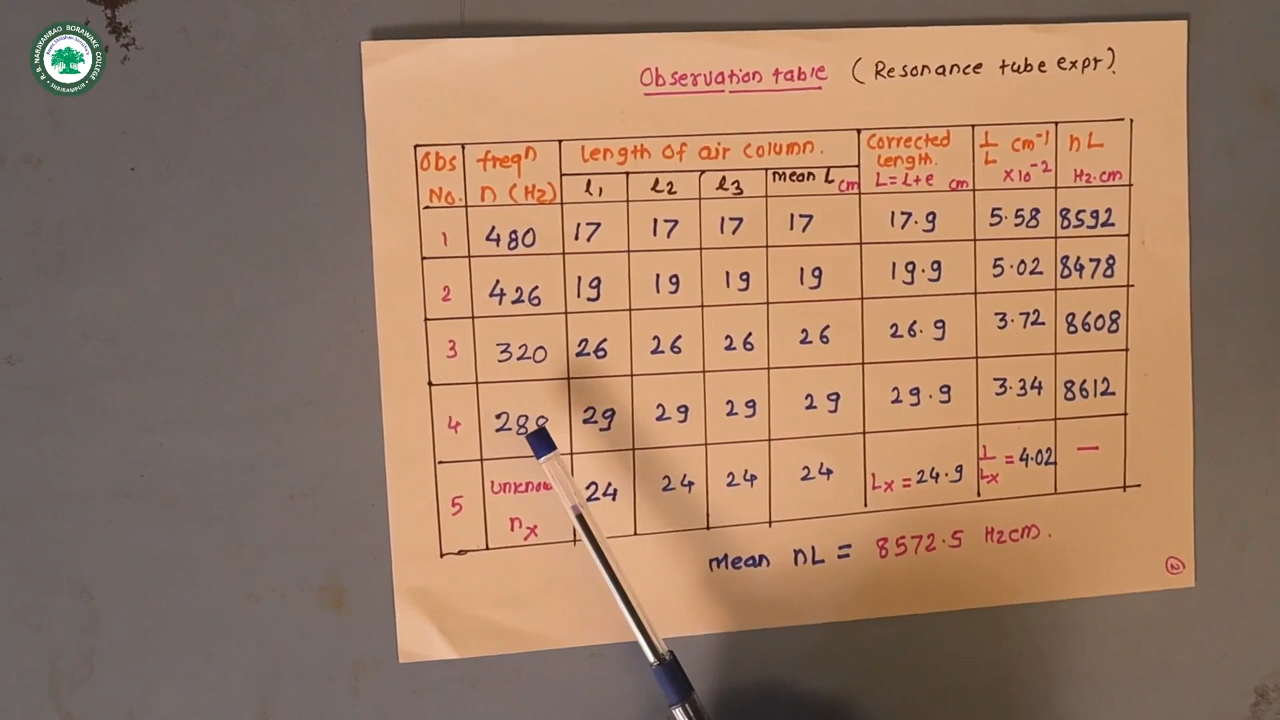 Observation table (Resonance tube expt).
Obs No. freqⁿ n (Hz) Length of air column. l1 l2 l3 mean L cm Corrected length. L=l+e cm 1/L cm⁻¹ ×10⁻² nL Hz.cm
1 480 17 17 17 17 17.9 5.58 8592
2 426 19 19 19 19 19.9 5.02 8478
3 320 26 26 26 26 26.9 3.72 8608
4 288 29 29 29 29 29.9 3.34 8612
5 unknown nx 24 24 24 24 Lx = 24.9 1/Lx = 4.02 —
mean nL = 8572.5 Hzcm.
2